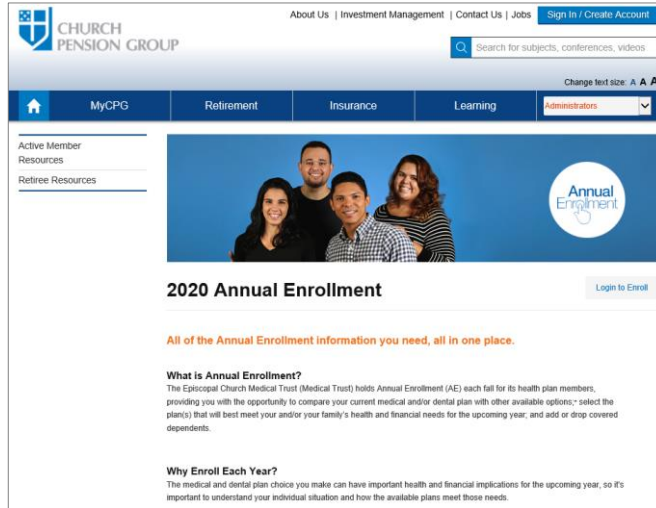 CHURCH
PENSION GROUP
About Us | Investment Management | Contact Us | Jobs
Sign In / Create Account
Search for subjects, conferences, videos
Change text size: A A A
MyCPG
Retirement
Insurance
Learning
Administrators
Active Member
Resources
Retiree Resources
Annual
Enrollment
2020 Annual Enrollment
Login to Enroll
All of the Annual Enrollment information you need, all in one place.
What is Annual Enrollment?
The Episcopal Church Medical Trust (Medical Trust) holds Annual Enrollment (AE) each fall for its health plan members,
providing you with the opportunity to compare your current medical and/or dental plan with other available options;* select the
plan(s) that will best meet your and/or your family's health and financial needs for the upcoming year; and add or drop covered
dependents.
Why Enroll Each Year?
The medical and dental plan choice you make can have important health and financial implications for the upcoming year, so it's
important to understand your individual situation and how the available plans meet those needs.